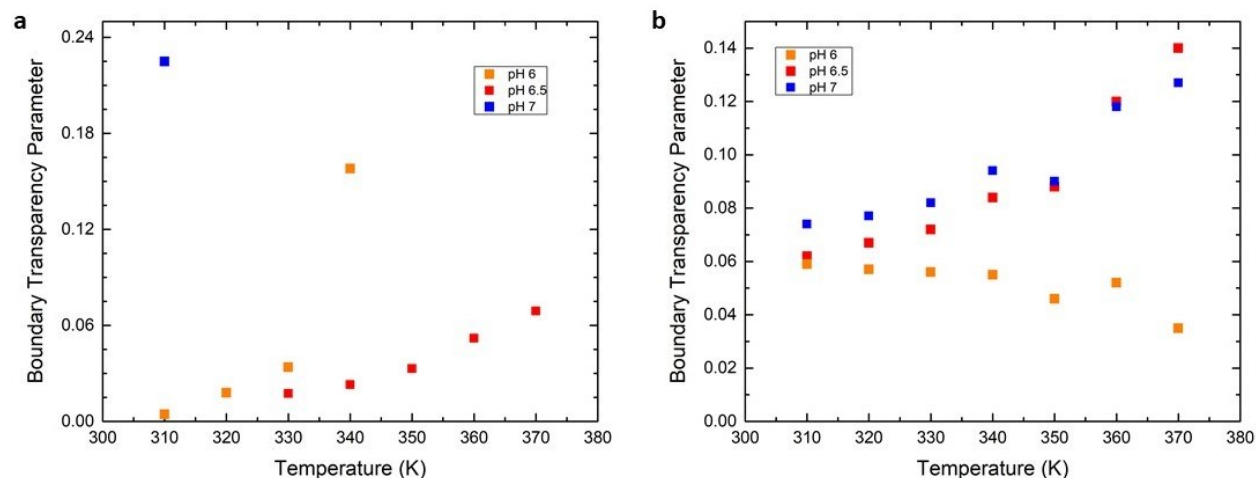 a
0.24
0.18
0.12
0.06
0.00
300 310 320 330 340 350 360 370 380
Boundary Transparency Parameter
Temperature (K)
pH 6
pH 6.5
pH 7
b
0.14
0.12
0.10
0.08
0.06
0.04
0.02
0.00
300 310 320 330 340 350 360 370 380
Boundary Transparency Parameter
Temperature (K)
pH 6
pH 6.5
pH 7